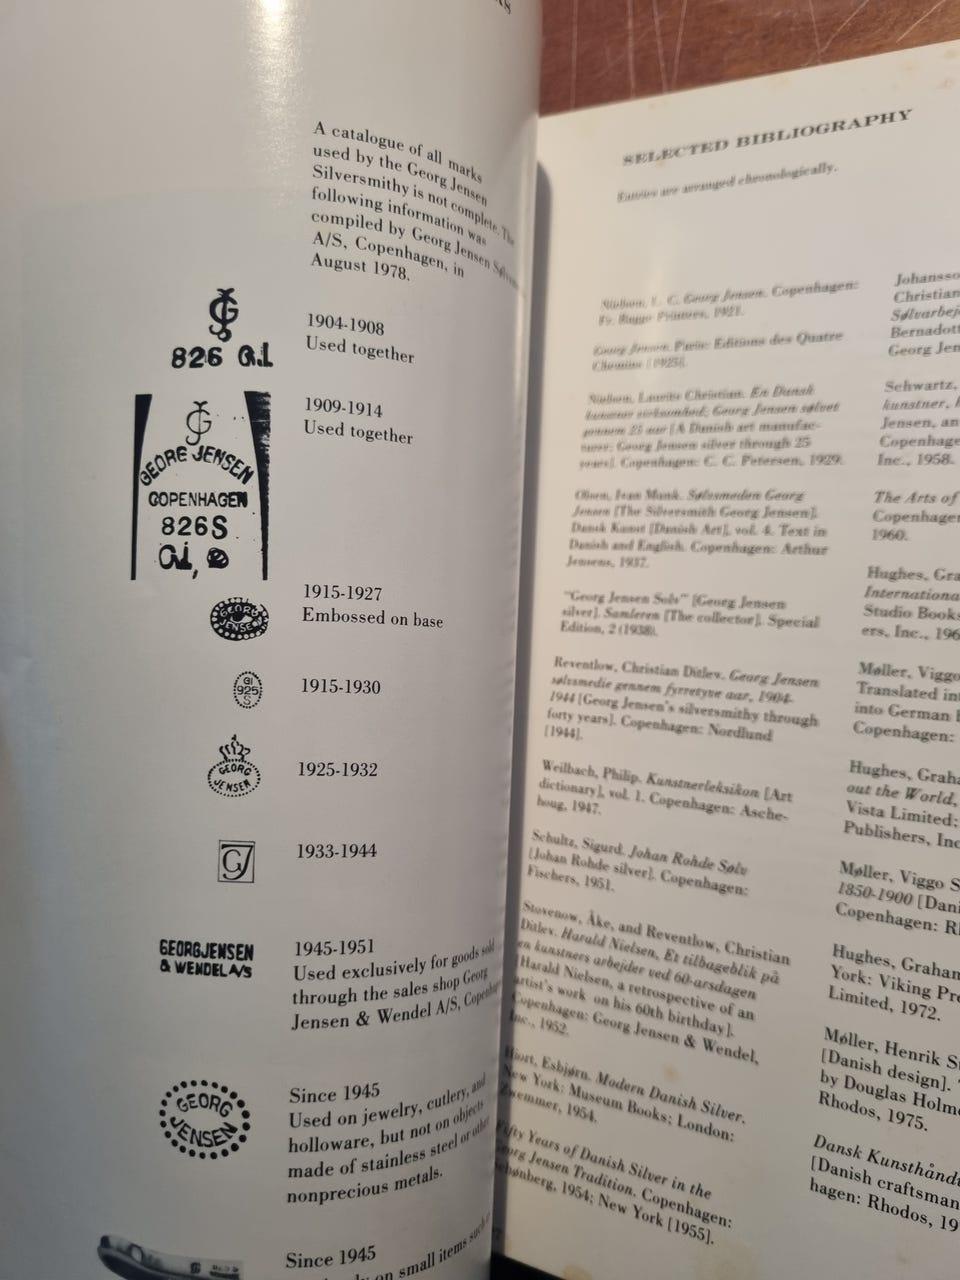 A catalogue of all marks
used by the Georg Jensen
Silversmithy is not complete. The
following information was
compiled by Georg Jensen
A/S, Copenhagen, in
August 1978.
826 G.I
1904-1908
Used together
GEORG JENSEN
COPENHAGEN
826S
G.I,
1909-1914
Used together
GEORG
JENSEN
1915-1927
Embossed on base
GI
925
S
1915-1930
GEORG
JENSEN
1925-1932
GJ
1933-1944
GEORG JENSEN
& WENDEL A/S
1945-1951
Used exclusively for goods sold
through the sales shop Georg
Jensen & Wendel A/S,
GEORG
JENSEN
Since 1945
Used on jewelry, cutlery, and
holloware, but not on objects
made of stainless steel or other
nonprecious metals.
Since 1945
on small items such
SELECTED BIBLIOGRAPHY
Entries are arranged chronologically.
Nielsen, L. C. Georg Jensen. Copenhagen:
Fr. Bagge Printers, 1921.
Georg Jensen. Paris: Editions des Quatre
Chemins [1925].
Nielsen, Laurits Christian. En Dansk
kunstner virksomhed; Georg Jensen sølvet
gennem 25 aar [A Danish art manufac-
turer; Georg Jensen silver through 25
years]. Copenhagen: C. C. Petersen, 1929.
Olsen, Ivan Munk. Sølvsmeden Georg
Jensen [The Silversmith Georg Jensen].
Dansk Kunst [Danish Art], vol. 4. Text in
Danish and English. Copenhagen: Arthur
Jensens, 1937.
"Georg Jensen Sølv" [Georg Jensen
silver]. Samleren [The collector]. Special
Edition, 2 (1938).
Reventlow, Christian Ditlev. Georg Jensen
sølvsmedie gennem fyrretyve aar, 1904-
1944 [Georg Jensen's silversmithy through
forty years]. Copenhagen: Nordlund
[1944].
Weilbach, Philip. Kunstnerleksikon [Art
dictionary], vol. 1. Copenhagen: Asche-
houg, 1947.
Schultz, Sigurd. Johan Rohde Sølv
[Johan Rohde silver]. Copenhagen:
Fischers, 1951.
Stavenow, Åke, and Reventlow, Christian
Ditlev. Harald Nielsen, Et tilbageblik på
en kunstners arbejder ved 60-arsdagen
[Harald Nielsen, a retrospective of an
artist's work on his 60th birthday].
Copenhagen: Georg Jensen & Wendel,
Inc., 1952.
Hiort, Esbjørn. Modern Danish Silver.
New York: Museum Books; London:
Zwemmer, 1954.
Fifty Years of Danish Silver in the
Georg Jensen Tradition. Copenhagen:
Schønberg, 1954; New York [1955].
Johansso
Christian
Sølvarbej
Bernadott
Georg Jen
Schwartz,
kunstner,
Jensen, an
Copenhage
Inc., 1958.
The Arts of
Copenhagen
1960.
Hughes, Gra
Internationa
Studio Books
ers, Inc., 196
Møller, Viggo
Translated int
into German
Copenhagen:
Hughes, Graha
out the World,
Vista Limited;
Publishers, Inc
Møller, Viggo S
1850-1900 [Dani
Copenhagen: R
Hughes, Graham
York: Viking Pre
Limited, 1972.
Møller, Henrik S
[Danish design].
by Douglas Holme
Rhodos, 1975.
Dansk Kunsthåndv
[Danish craftsman
hagen: Rhodos, 19